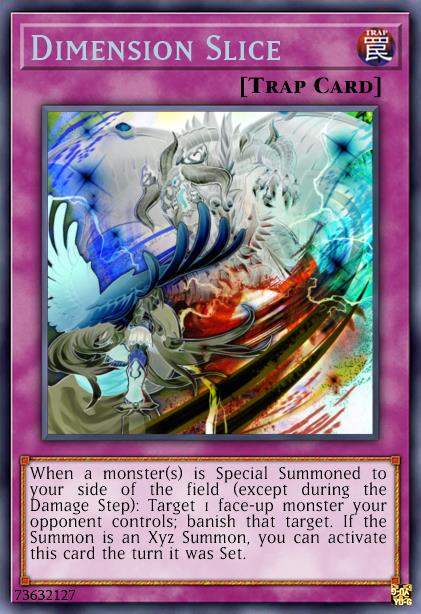 Dimension Slice
TRAP
罠
[Trap Card]
When a monster(s) is Special Summoned to
your side of the field (except during the
Damage Step): Target 1 face-up monster your
opponent controls; banish that target. If the
Summon is an Xyz Summon, you can activate
this card the turn it was Set.
73632127